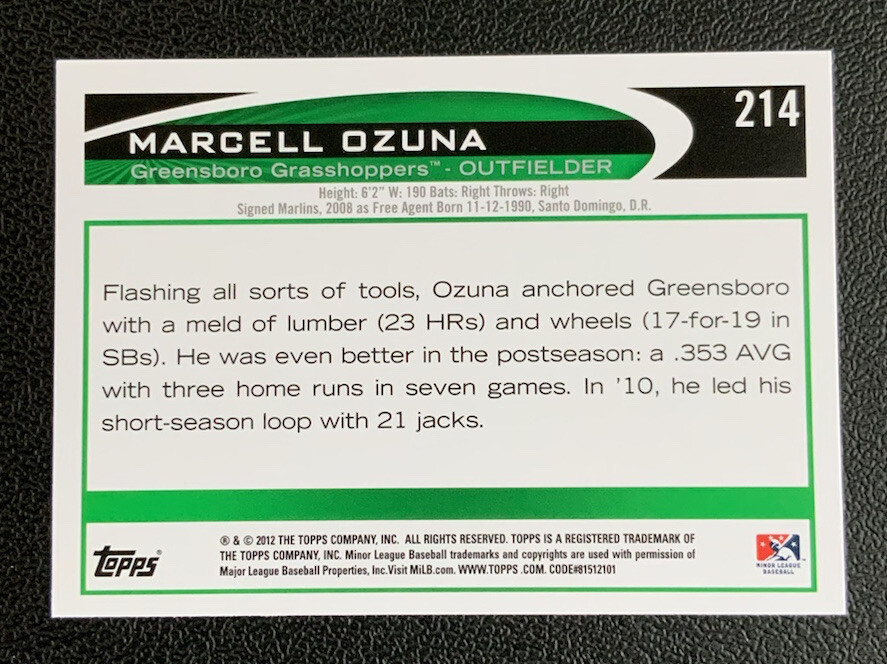 214
MARCELL OZUNA
Greensboro Grasshoppers™ - OUTFIELDER
Height: 6'2" W: 190 Bats: Right Throws: Right
Signed Marlins, 2008 as Free Agent Born 11-12-1990, Santo Domingo, D.R.
Flashing all sorts of tools, Ozuna anchored Greensboro
with a meld of lumber (23 HRs) and wheels (17-for-19 in
SBs). He was even better in the postseason: a .353 AVG
with three home runs in seven games. In '10, he led his
short-season loop with 21 jacks.
TOPPS®
® & © 2012 THE TOPPS COMPANY, INC. ALL RIGHTS RESERVED. TOPPS IS A REGISTERED TRADEMARK OF
THE TOPPS COMPANY, INC. Minor League Baseball trademarks and copyrights are used with permission of
Major League Baseball Properties, Inc.Visit MiLB.com. WWW.TOPPS .COM. CODE#81512101
MINOR LEAGUE
BASEBALL